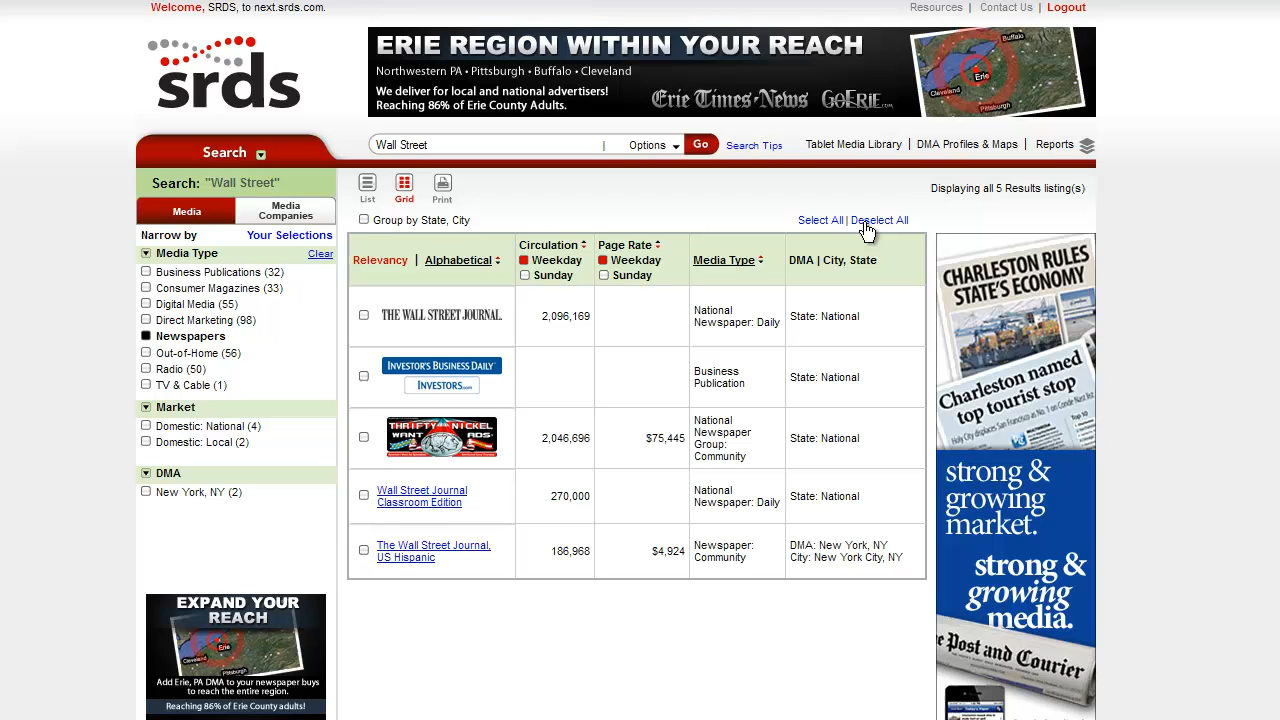 Welcome, SRDS, to next.srds.com.
Resources | Contact Us | Logout
srds
ERIE REGION WITHIN YOUR REACH
Northwestern PA • Pittsburgh • Buffalo • Cleveland
We deliver for local and national advertisers!
Reaching 86% of Erie County Adults.
Erie Times-News GOERIE.COM
Buffalo
Erie
Cleveland
Pittsburgh
Search
Wall Street | Options Go Search Tips
Tablet Media Library | DMA Profiles & Maps | Reports
Search: "Wall Street"
Media
Media Companies
Narrow by Your Selections
Media Type Clear
Business Publications (32)
Consumer Magazines (33)
Digital Media (55)
Direct Marketing (98)
Newspapers
Out-of-Home (56)
Radio (50)
TV & Cable (1)
Market
Domestic: National (4)
Domestic: Local (2)
DMA
New York, NY (2)
EXPAND YOUR
REACH
Erie
Cleveland
Pittsburgh
Add Erie, PA DMA to your newspaper buys
to reach the entire region.
Reaching 86% of Erie County adults!
List Grid Print
Displaying all 5 Results listing(s)
Group by State, City
Select All | Deselect All
Relevancy | Alphabetical
Circulation
Weekday
Sunday
Page Rate
Weekday
Sunday
Media Type
DMA | City, State
THE WALL STREET JOURNAL.
2,096,169
National
Newspaper: Daily
State: National
INVESTOR'S BUSINESS DAILY
INVESTORS.com
Business
Publication
State: National
THRIFTY NICKEL
WANT ADS
2,046,696
$75,445
National
Newspaper
Group:
Community
State: National
Wall Street Journal
Classroom Edition
270,000
National
Newspaper: Daily
State: National
The Wall Street Journal,
US Hispanic
186,968
$4,924
Newspaper:
Community
DMA: New York, NY
City: New York City, NY
CHARLESTON RULES
STATE'S ECONOMY
Charleston named
top tourist stop
strong &
growing
market.
strong &
growing
media.
The Post and Courier